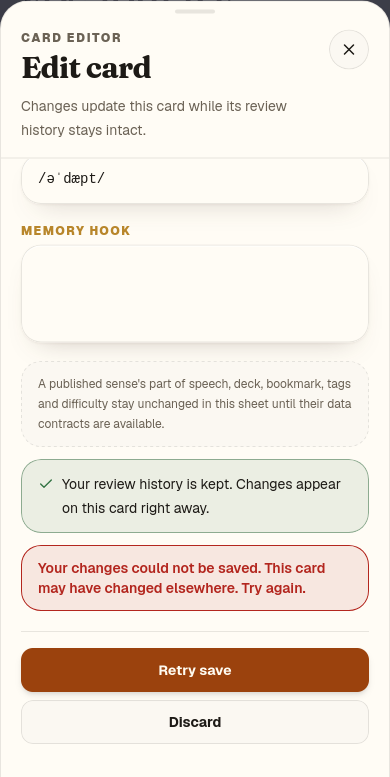 CARD EDITOR
Edit card
Changes update this card while its review
history stays intact.
/əˈdæpt/
MEMORY HOOK
A published sense's part of speech, deck, bookmark, tags
and difficulty stay unchanged in this sheet until their data
contracts are available.
Your review history is kept. Changes appear
on this card right away.
Your changes could not be saved. This card
may have changed elsewhere. Try again.
Retry save
Discard